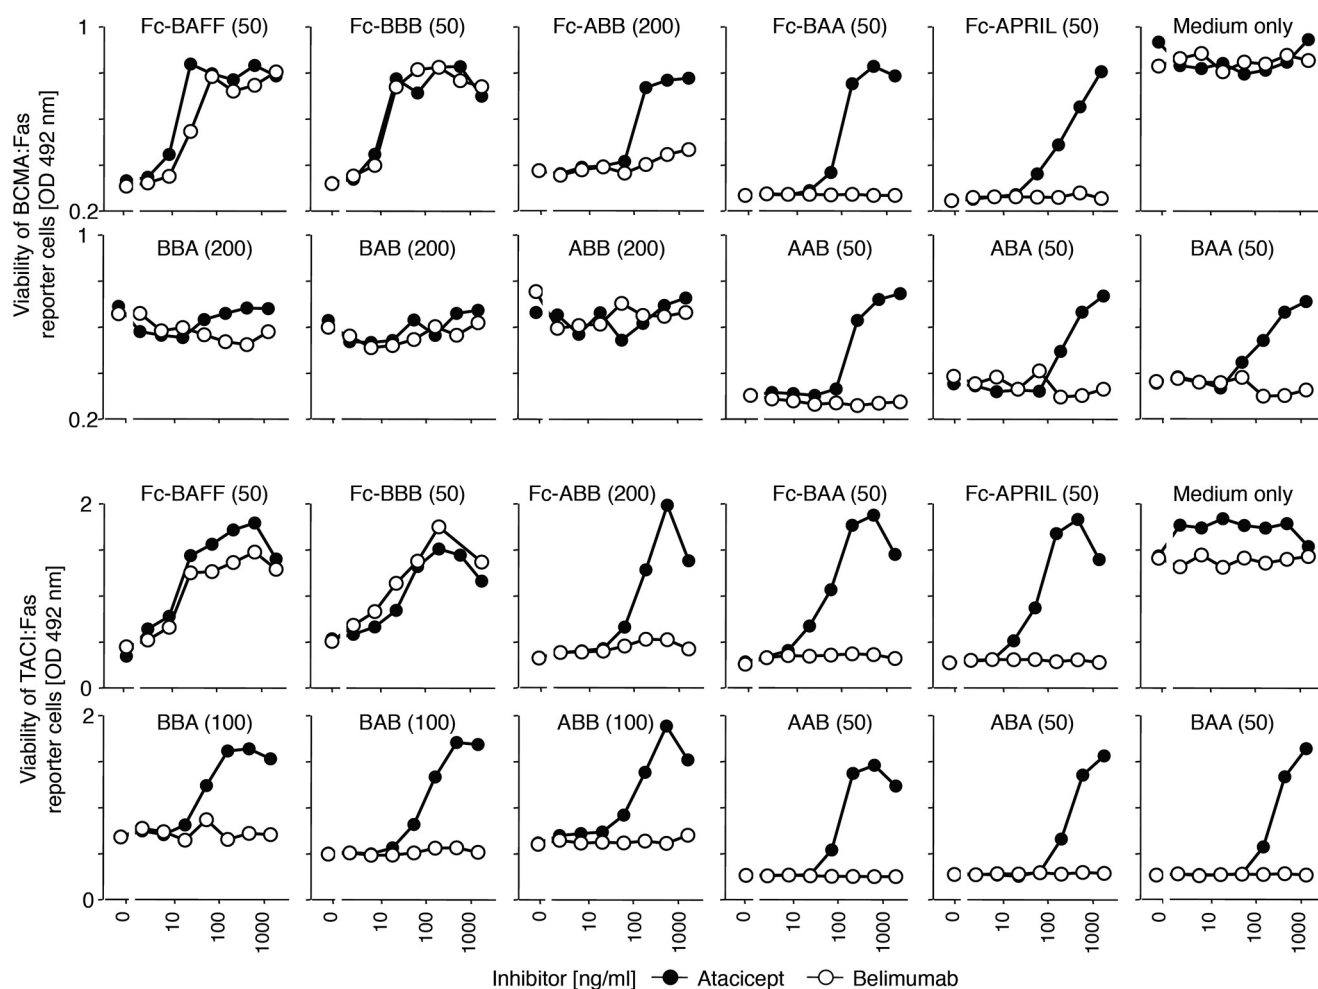 Fc-BAFF (50) Fc-BBB (50) Fc-ABB (200) Fc-BAA (50) Fc-APRIL (50) Medium only
1
0.2
Viability of BCMA:Fas
reporter cells [OD 492 nm]
BBA (200) BAB (200) ABB (200) AAB (50) ABA (50) BAA (50)
1
0.2
Fc-BAFF (50) Fc-BBB (50) Fc-ABB (200) Fc-BAA (50) Fc-APRIL (50) Medium only
2
0
Viability of TACI:Fas
reporter cells [OD 492 nm]
BBA (100) BAB (100) ABB (100) AAB (50) ABA (50) BAA (50)
2
0
0 10 100 1000 0 10 100 1000 0 10 100 1000 0 10 100 1000 0 10 100 1000 0 10 100 1000
Inhibitor [ng/ml] Atacicept Belimumab